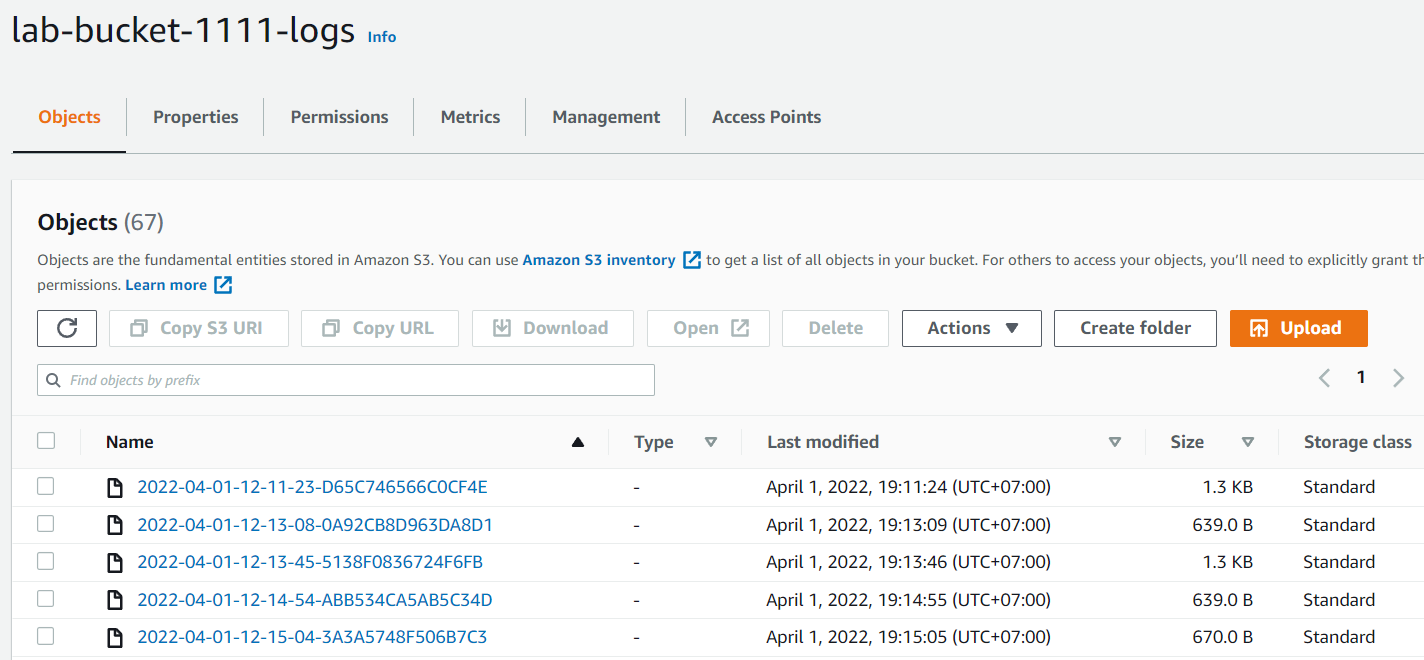 lab-bucket-1111-logs Info
Objects Properties Permissions Metrics Management Access Points
Objects (67)
Objects are the fundamental entities stored in Amazon S3. You can use Amazon S3 inventory to get a list of all objects in your bucket. For others to access your objects, you'll need to explicitly grant
permissions. Learn more
Copy S3 URI Copy URL Download Open Delete Actions Create folder Upload
Find objects by prefix 1
Name Type Last modified Size Storage class
2022-04-01-12-11-23-D65C746566C0CF4E - April 1, 2022, 19:11:24 (UTC+07:00) 1.3 KB Standard
2022-04-01-12-13-08-0A92CB8D963DA8D1 - April 1, 2022, 19:13:09 (UTC+07:00) 639.0 B Standard
2022-04-01-12-13-45-5138F0836724F6FB - April 1, 2022, 19:13:46 (UTC+07:00) 1.3 KB Standard
2022-04-01-12-14-54-ABB534CA5AB5C34D - April 1, 2022, 19:14:55 (UTC+07:00) 639.0 B Standard
2022-04-01-12-15-04-3A3A5748F506B7C3 - April 1, 2022, 19:15:05 (UTC+07:00) 670.0 B Standard